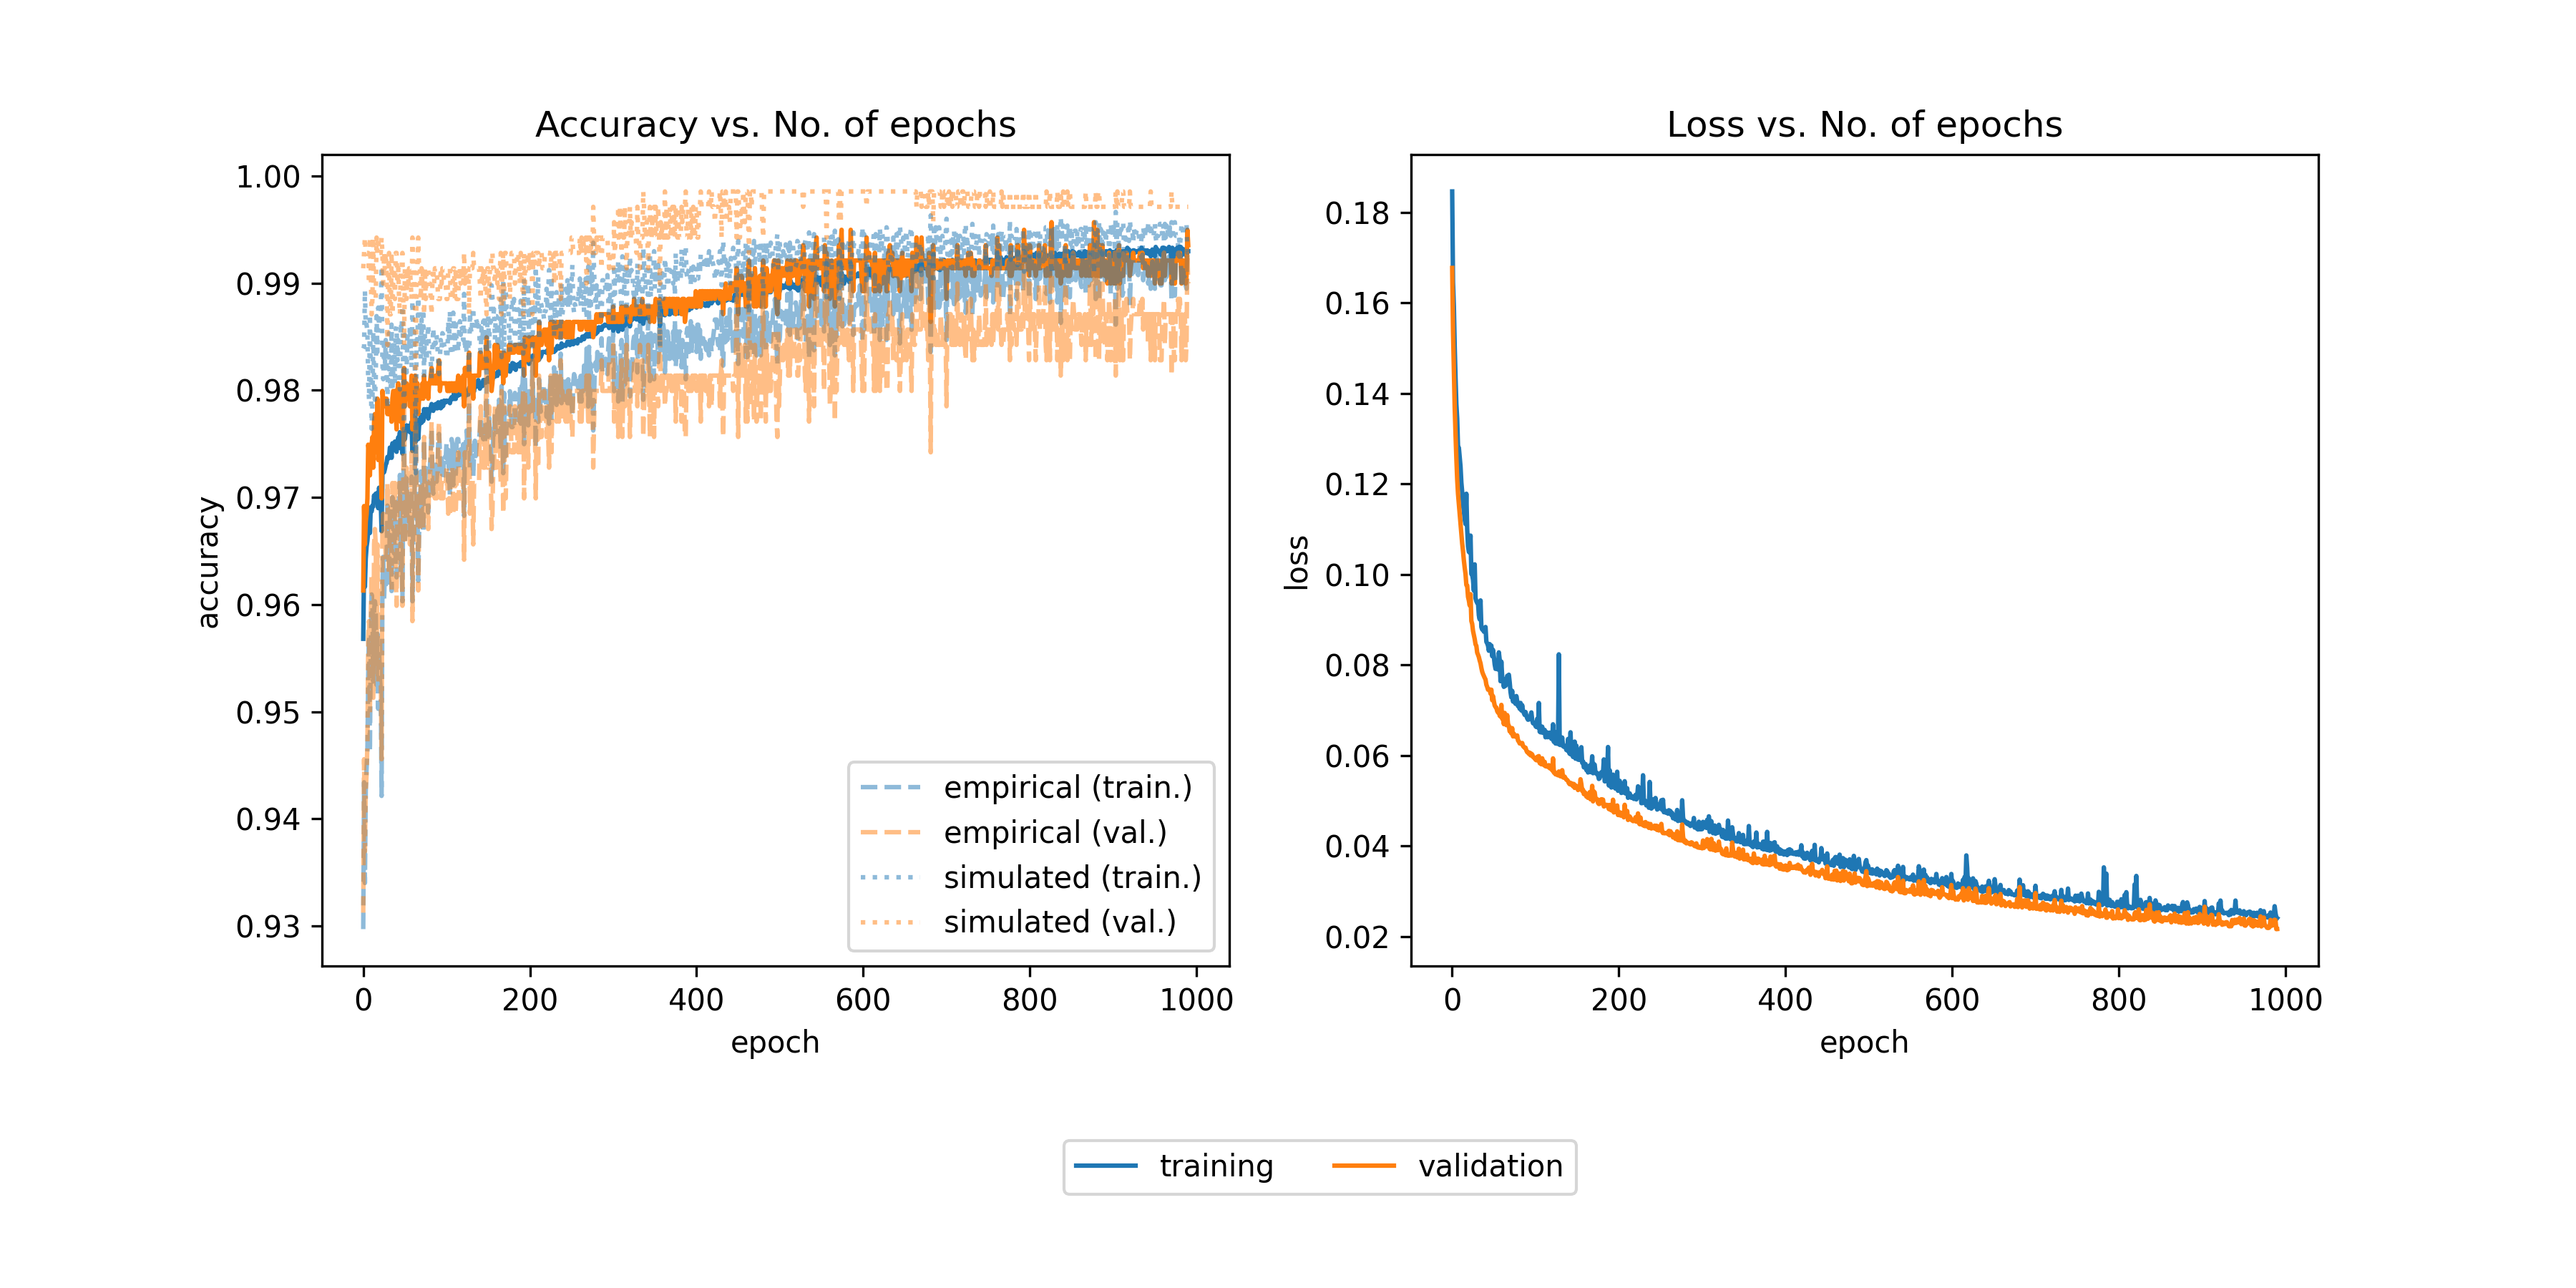 Accuracy vs. No. of epochs
1.00
0.99
0.98
0.97
0.96
0.95
0.94
0.93
accuracy
0 200 400 600 800 1000
epoch
empirical (train.)
empirical (val.)
simulated (train.)
simulated (val.)
Loss vs. No. of epochs
0.18
0.16
0.14
0.12
0.10
0.08
0.06
0.04
0.02
loss
0 200 400 600 800 1000
epoch
training validation